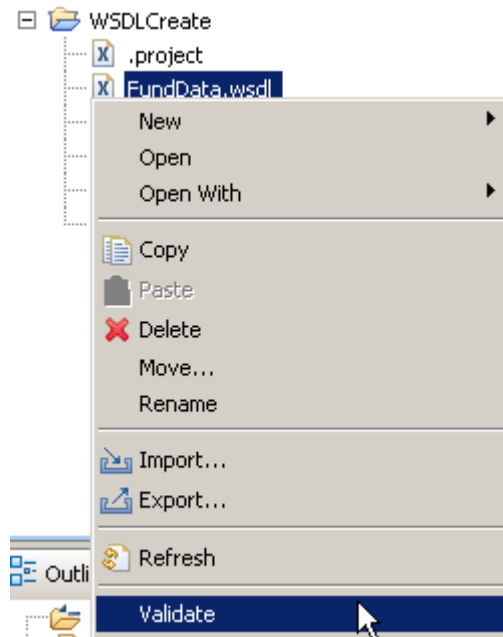 WSDLCreate
.project
FundData.wsdl
New
Open
Open With
Copy
Paste
Delete
Move...
Rename
Import...
Export...
Refresh
Outli
Validate